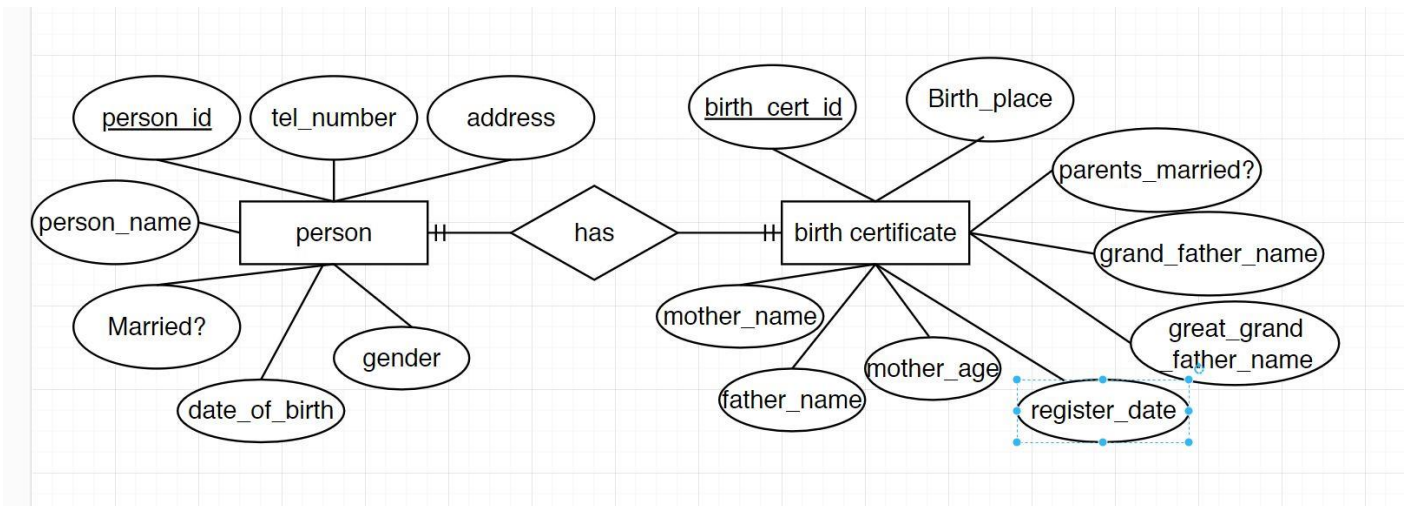 person_id
tel_number
address
birth_cert_id
Birth_place
parents_married?
person_name
person
has
birth certificate
grand_father_name
Married?
gender
date_of_birth
mother_name
father_name
mother_age
register_date
great_grand
_father_name